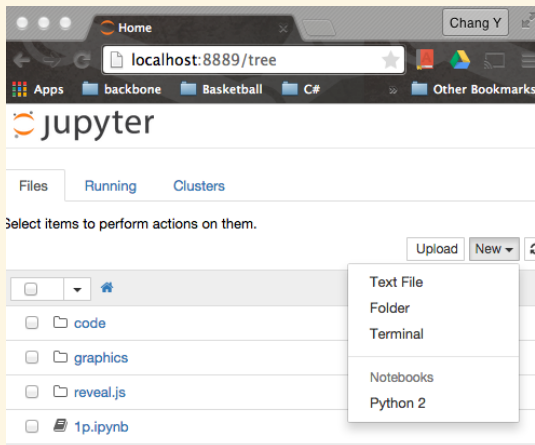 Home
Chang Y
localhost:8889/tree
Apps backbone Basketball C# » Other Bookmarks
jupyter
Files Running Clusters
Select items to perform actions on them.
Upload New
Text File
Folder
Terminal
Notebooks
Python 2
code
graphics
reveal.js
1p.ipynb